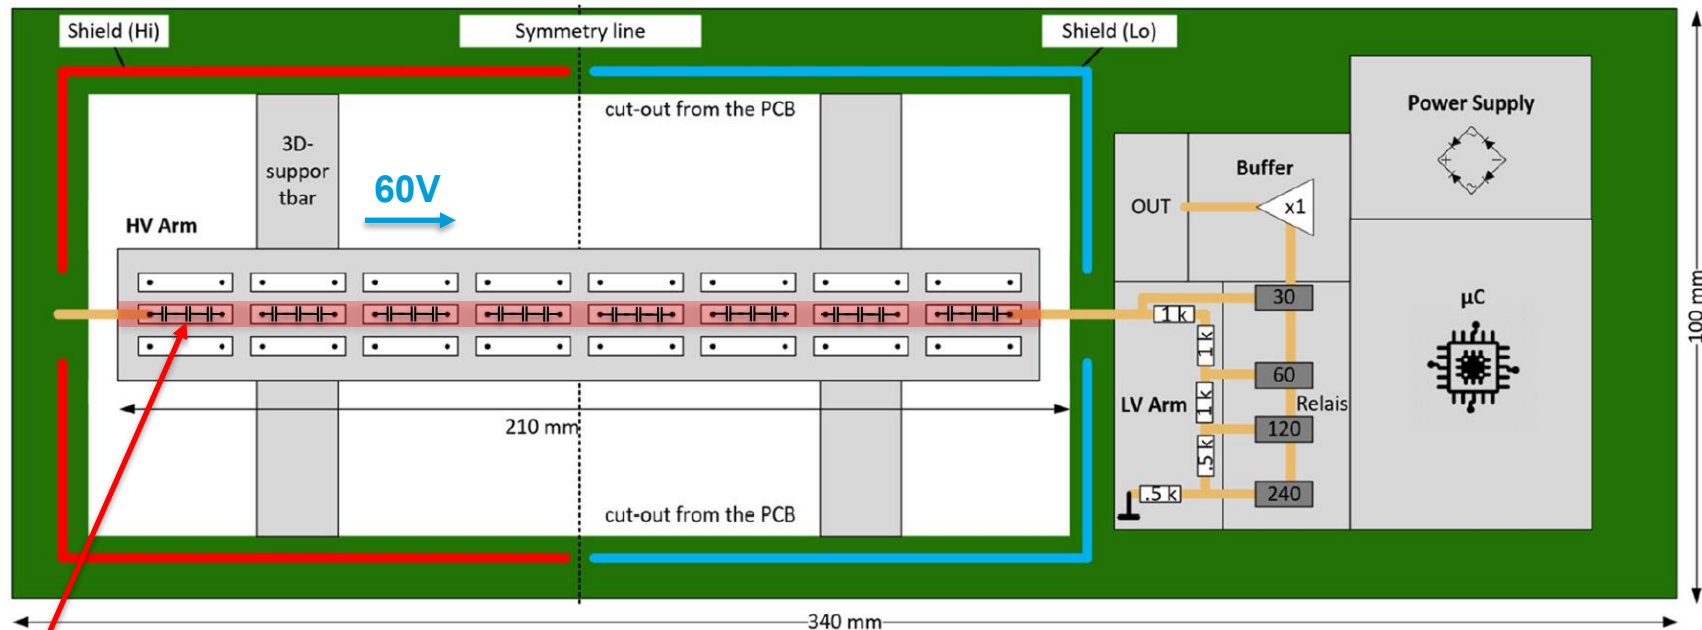 Shield (Hi)
Symmetry line
Shield (Lo)
cut-out from the PCB
3D-
suppor
tbar
60V
HV Arm
210 mm
cut-out from the PCB
Power Supply
Buffer
OUT
x1
30
1 k
1 k
60
1 k
LV Arm
Relais
120
.5 k
240
.5 k
µC
100 mm
340 mm